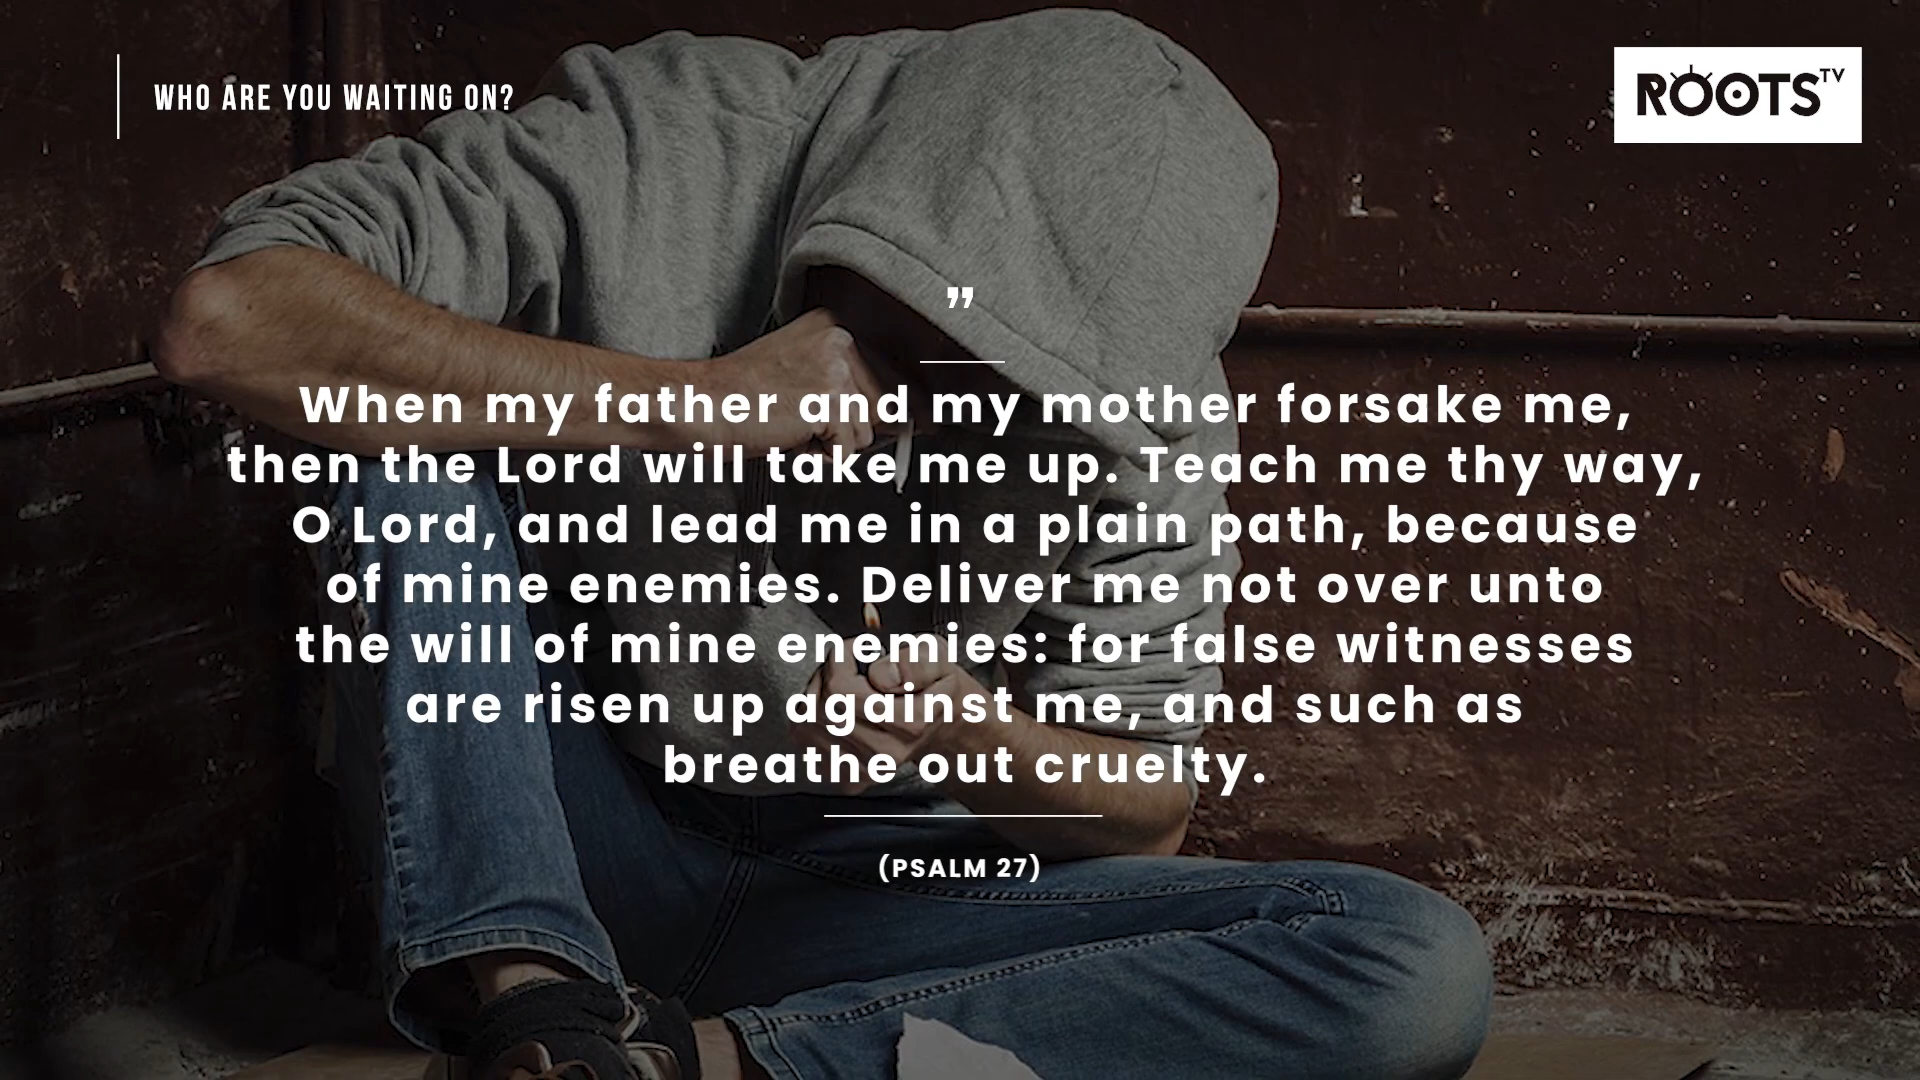 WHO ARE YOU WAITING ON?
ROOTS TV
”
When my father and my mother forsake me,
then the Lord will take me up. Teach me thy way,
O Lord, and lead me in a plain path, because
of mine enemies. Deliver me not over unto
the will of mine enemies: for false witnesses
are risen up against me, and such as
breathe out cruelty.
(PSALM 27)